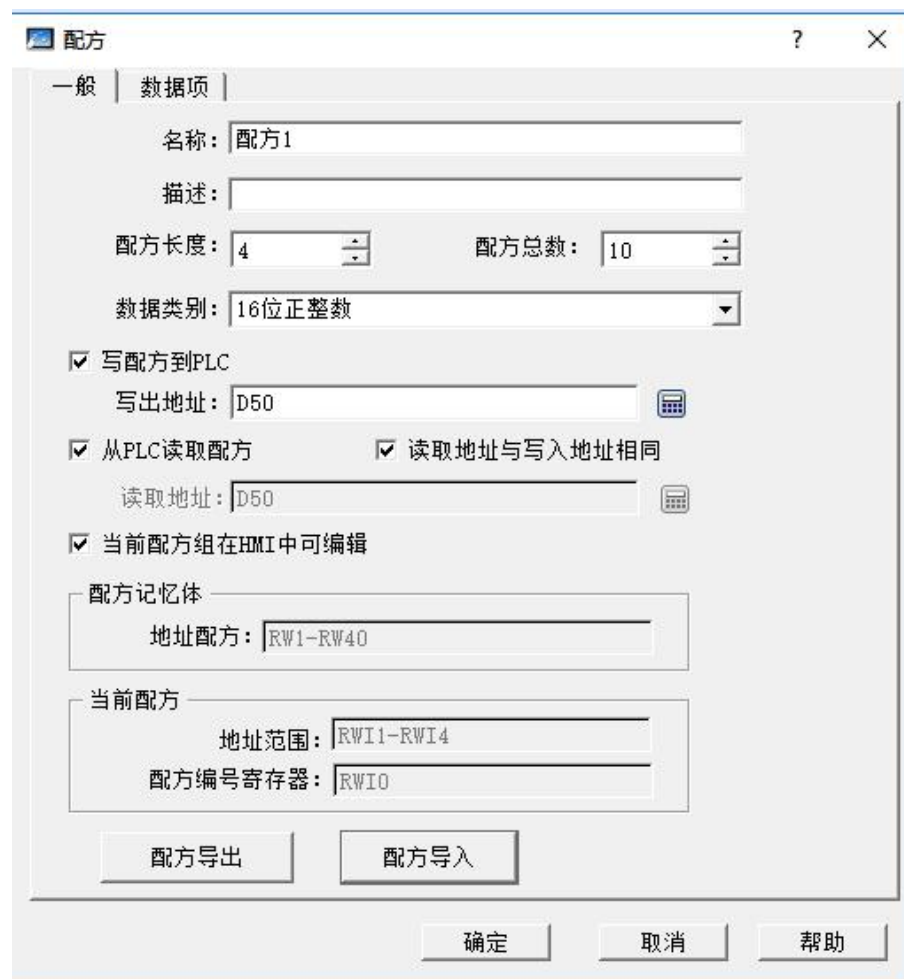 配方 ?
一般 数据项
名称: 配方1
描述:
配方长度: 4 配方总数: 10
数据类别: 16位正整数
写配方到PLC
写出地址: D50
从PLC读取配方 读取地址与写入地址相同
读取地址: D50
当前配方组在HMI中可编辑
配方记忆体
地址配方: RW1-RW40
当前配方
地址范围: RWI1-RWI4
配方编号寄存器: RWI0
配方导出 配方导入
确定 取消 帮助